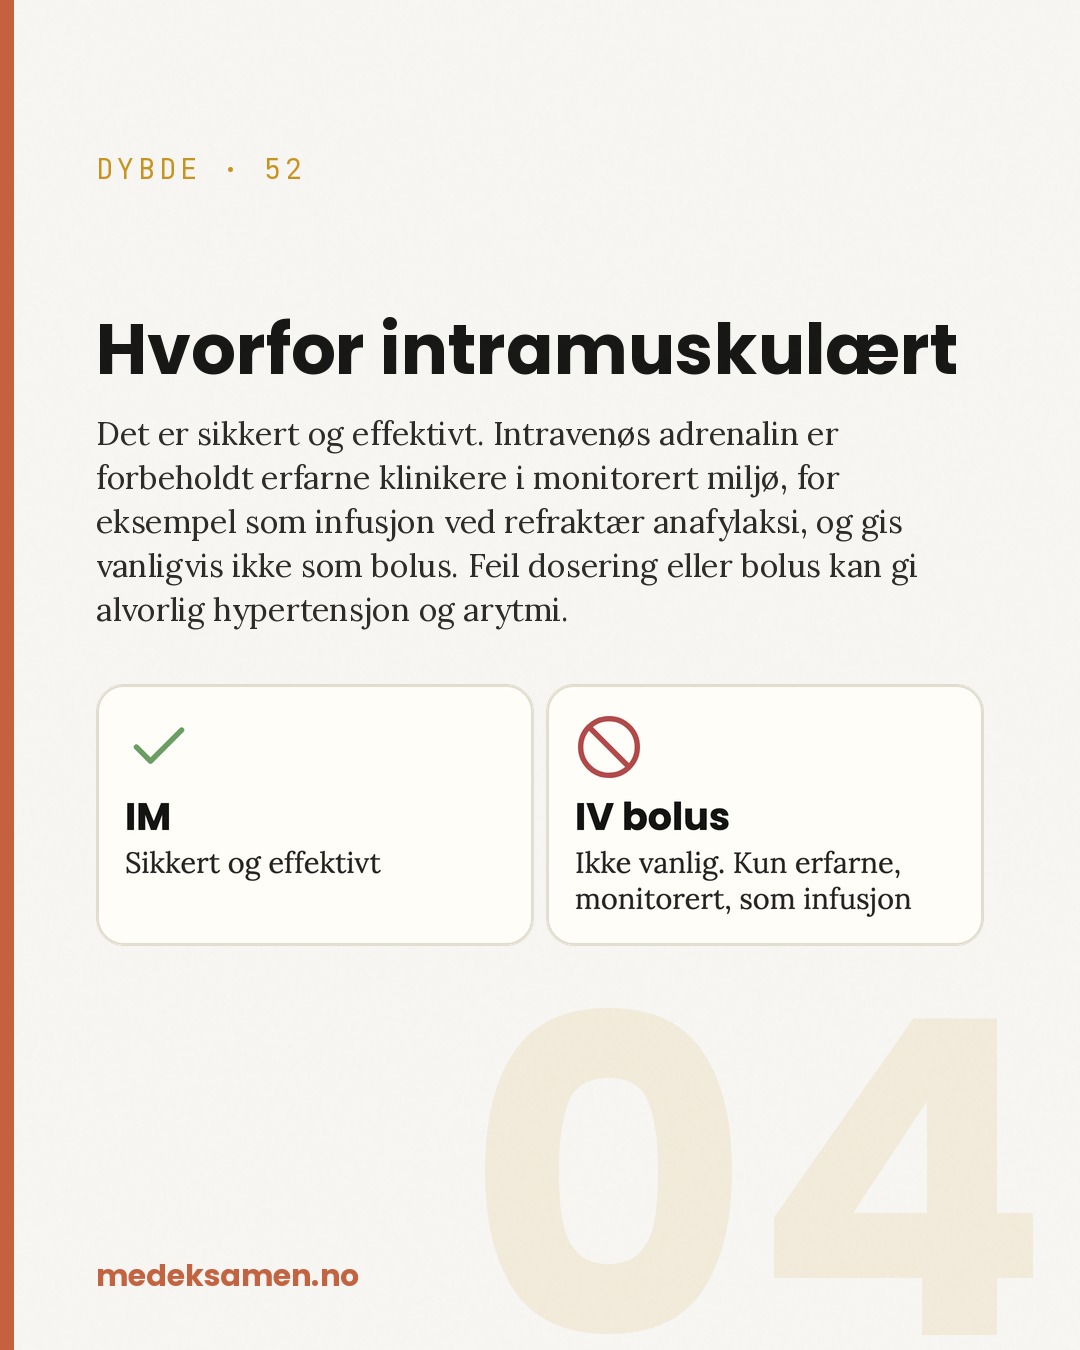 DYBDE · 52
Hvorfor intramuskulært
Det er sikkert og effektivt. Intravenøs adrenalin er
forbeholdt erfarne klinikere i monitorert miljø, for
eksempel som infusjon ved refraktær anafylaksi, og gis
vanligvis ikke som bolus. Feil dosering eller bolus kan gi
alvorlig hypertensjon og arytmi.
IM
Sikkert og effektivt
IV bolus
Ikke vanlig. Kun erfarne,
monitorert, som infusjon
04
medeksamen.no